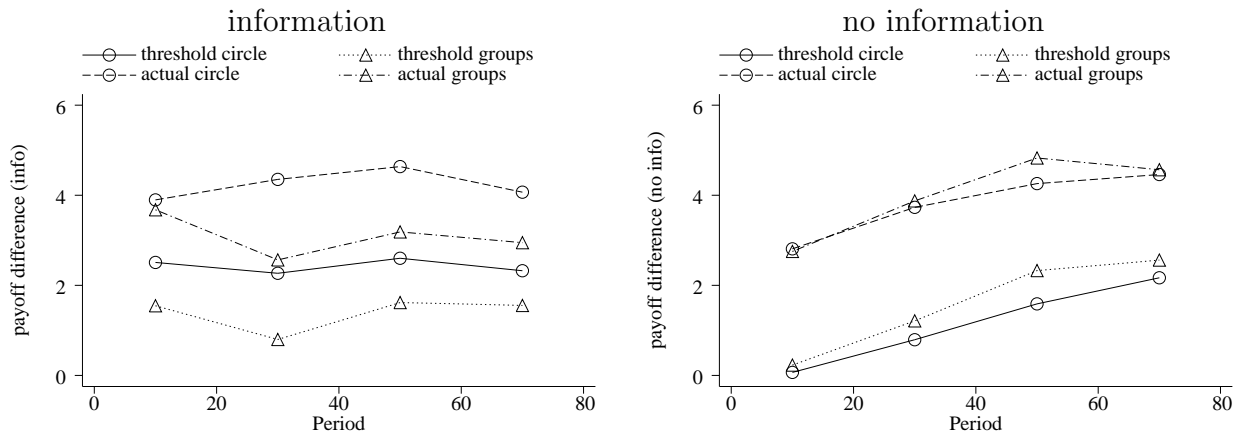 information
threshold circle
threshold groups
actual circle
actual groups
payoff difference (info)
6
4
2
0
0
20
40
60
80
Period
no information
threshold circle
threshold groups
actual circle
actual groups
payoff difference (no info)
6
4
2
0
0
20
40
60
80
Period